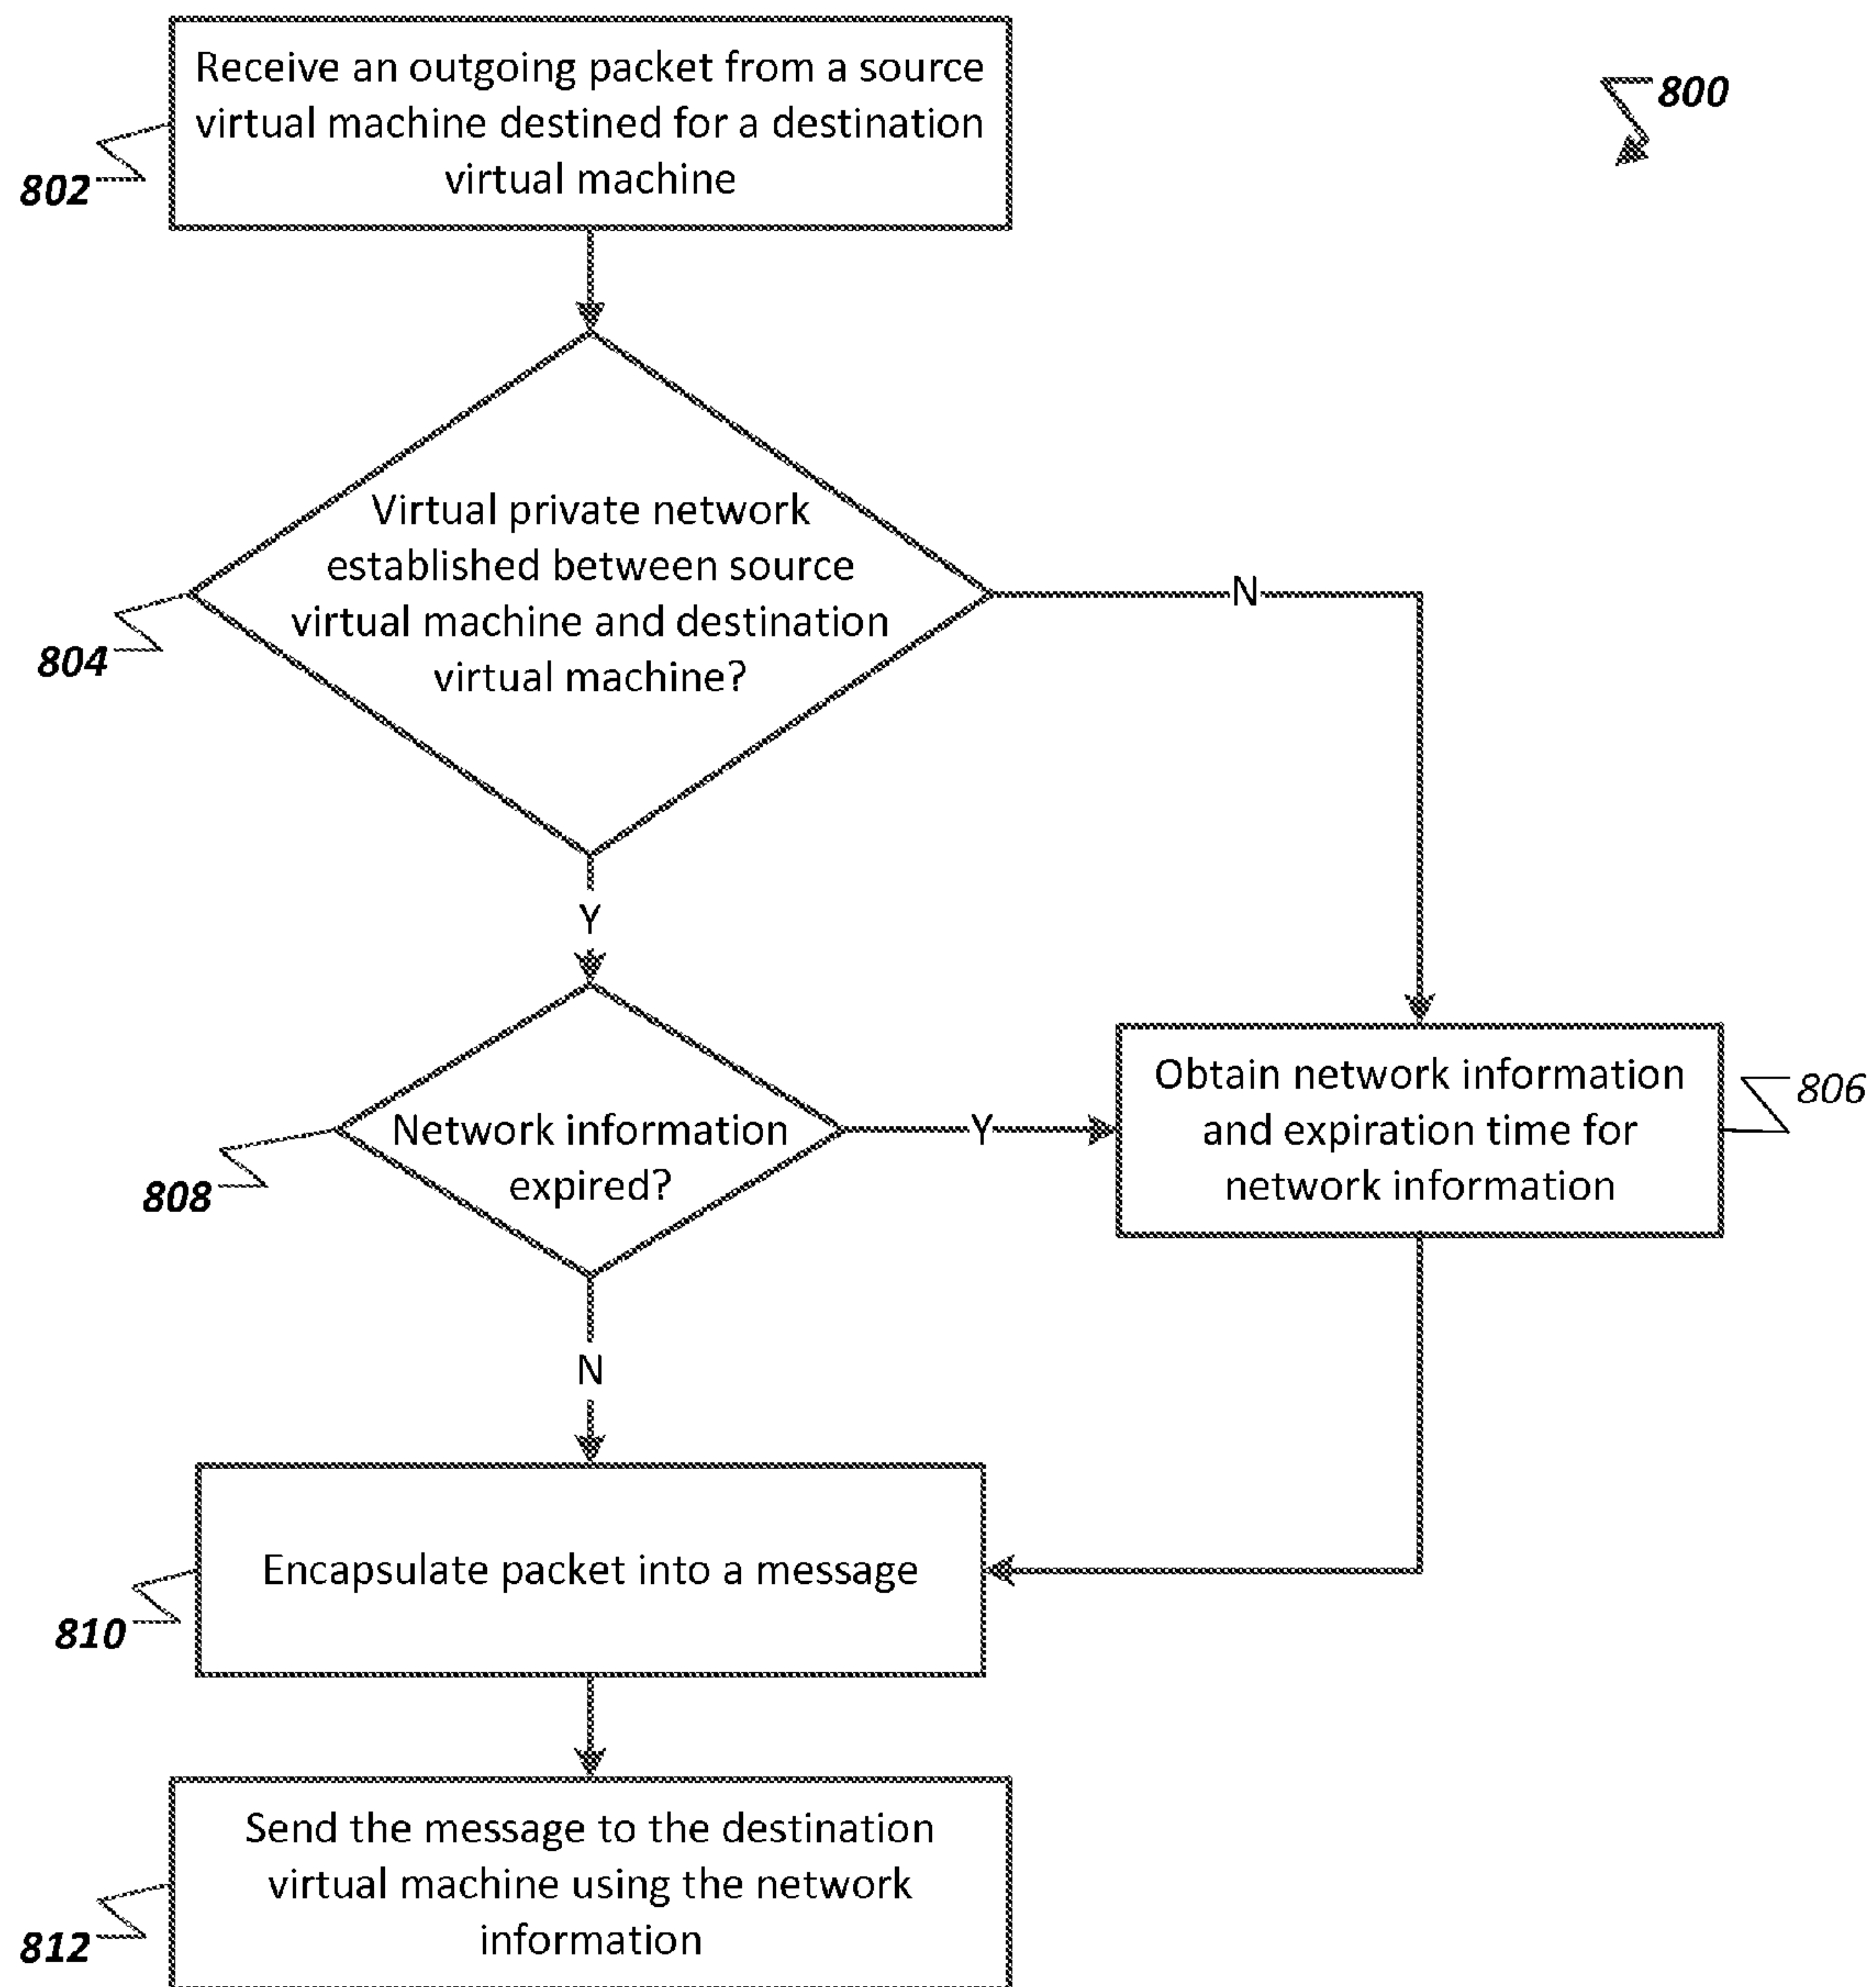 Receive an outgoing packet from a source
virtual machine destined for a destination
virtual machine
800
802
Virtual private network
established between source
virtual machine and destination
virtual machine?
N
804
Y
Obtain network information
and expiration time for
network information
806
Network information
expired?
Y
808
N
Encapsulate packet into a message
810
Send the message to the destination
virtual machine using the network
information
812